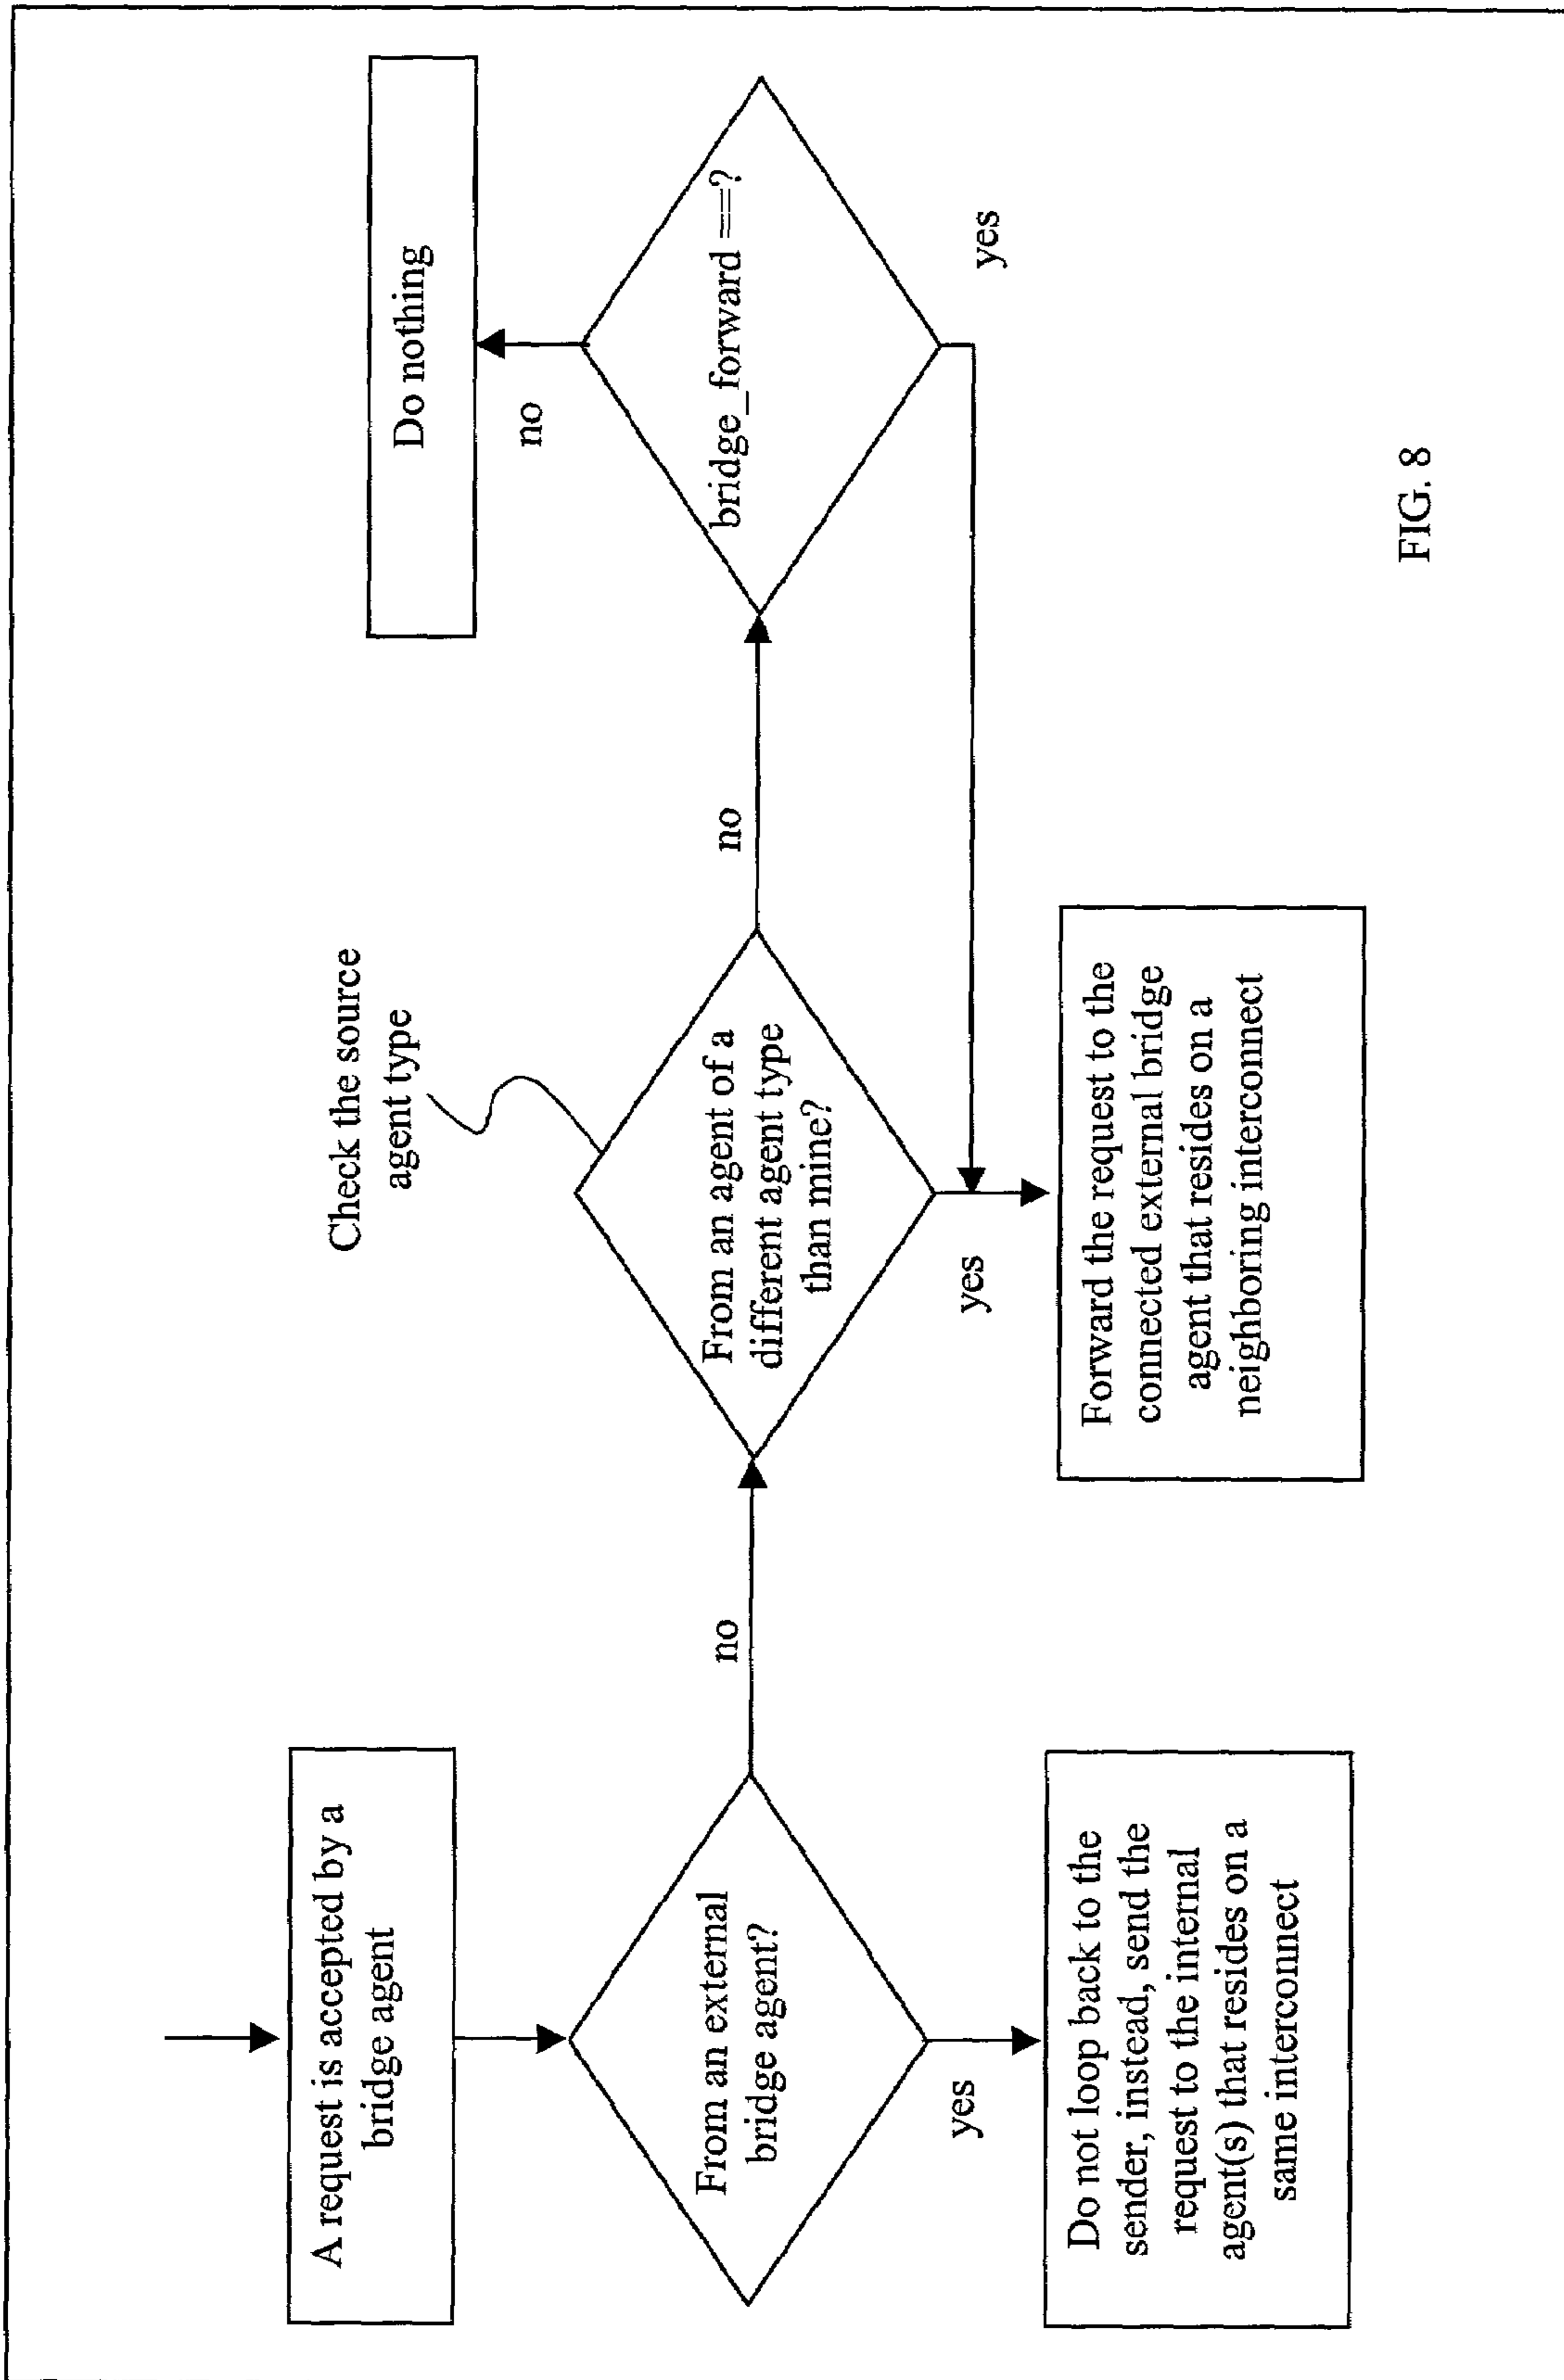 A request is accepted by a
bridge agent
From an external
bridge agent?
yes
Do not loop back to the
sender, instead, send the
request to the internal
agent(s) that resides on a
same interconnect
no
Check the source
agent type
From an agent of a
different agent type
than mine?
yes
Forward the request to the
connected external bridge
agent that resides on a
neighboring interconnect
no
bridge_forward ==?
no
Do nothing
yes
FIG. 8